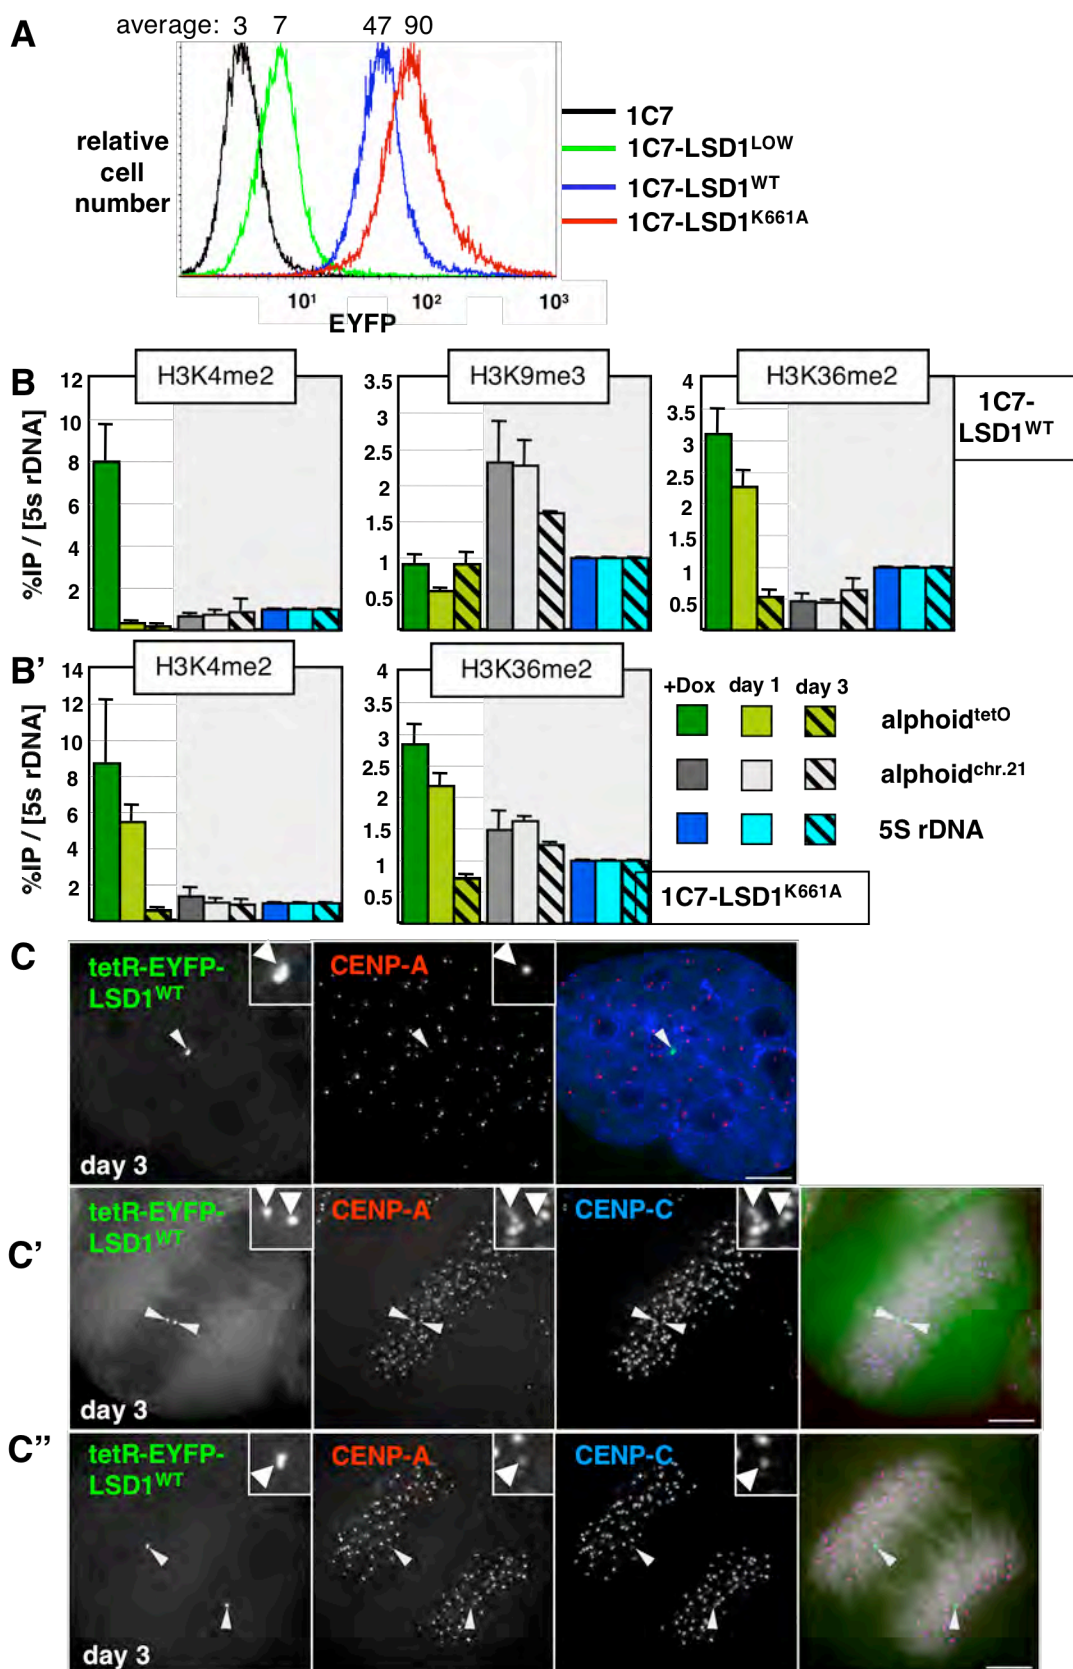 A
average: 3 7 47 90
relative
cell
number
1C7
1C7-LSD1LOW
1C7-LSD1WT
1C7-LSD1K661A
10¹ 10² 10³
EYFP
B
H3K4me2
H3K9me3
H3K36me2
1C7-
LSD1WT
%IP / [5s rDNA]
12
10
8
6
4
2
3.5
3
2.5
2
1.5
1
0.5
4
3.5
3
2.5
2
1.5
1
0.5
B'
H3K4me2
H3K36me2
%IP / [5s rDNA]
14
12
10
8
6
4
2
4
3.5
3
2.5
2
1.5
1
0.5
+Dox day 1 day 3
alphoidtetO
alphoidchr.21
5S rDNA
1C7-LSD1K661A
C
tetR-EYFP-
LSD1WT
CENP-A
day 3
C'
tetR-EYFP-
LSD1WT
CENP-A
CENP-C
day 3
C''
tetR-EYFP-
LSD1WT
CENP-A
CENP-C
day 3